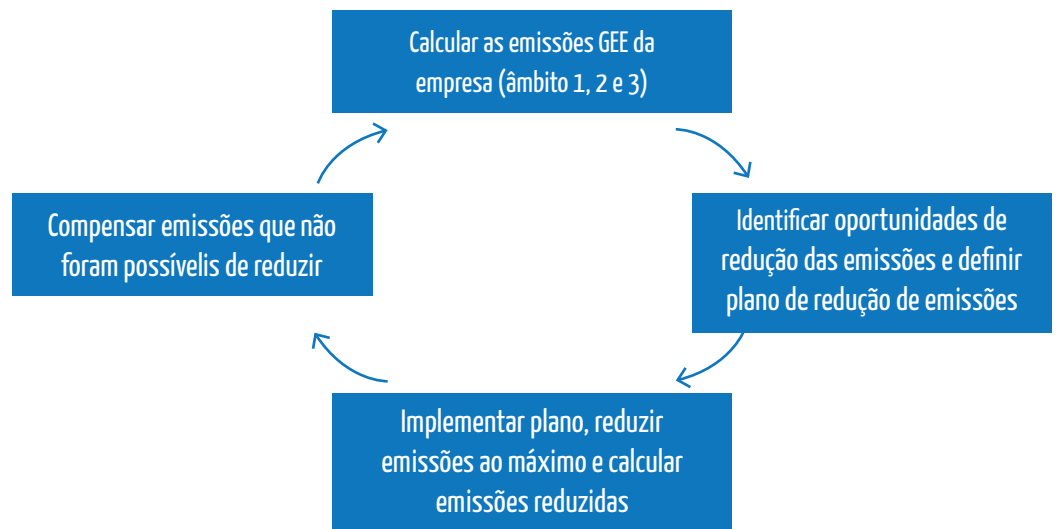 Calcular as emissões GEE da
empresa (âmbito 1, 2 e 3)
Identificar oportunidades de
redução das emissões e definir
plano de redução de emissões
Implementar plano, reduzir
emissões ao máximo e calcular
emissões reduzidas
Compensar emissões que não
foram possívelis de reduzir